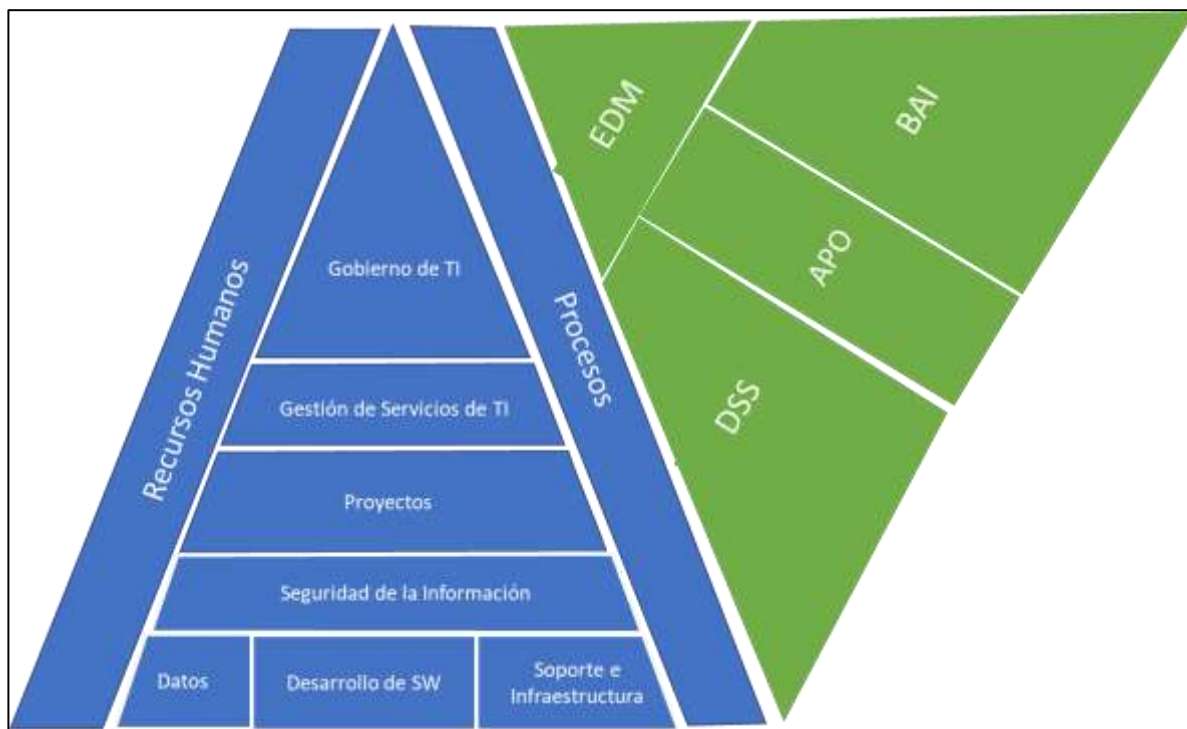 Recursos Humanos
Gobierno de TI
Gestión de Servicios de TI
Proyectos
Seguridad de la Información
Datos
Desarrollo de SW
Soporte e
Infraestructura
Procesos
EDM
BAI
APO
DSS